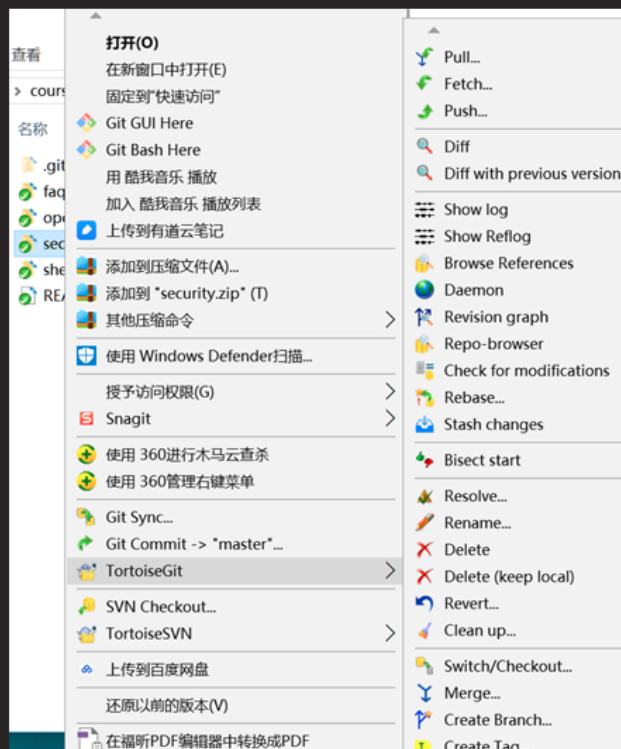 查看
cours
名称
.git
faq
ope
sec
she
REA
打开(O)
在新窗口中打开(E)
固定到"快速访问"
Git GUI Here
Git Bash Here
用 酷我音乐 播放
加入 酷我音乐 播放列表
上传到有道云笔记
添加到压缩文件(A)...
添加到 "security.zip" (T)
其他压缩命令
使用 Windows Defender扫描...
授予访问权限(G)
Snagit
使用 360进行木马云查杀
使用 360管理右键菜单
Git Sync...
Git Commit -> "master"...
TortoiseGit
SVN Checkout...
TortoiseSVN
上传到百度网盘
还原以前的版本(V)
在福昕PDF编辑器中转换成PDF
Pull...
Fetch...
Push...
Diff
Diff with previous version
Show log
Show Reflog
Browse References
Daemon
Revision graph
Repo-browser
Check for modifications
Rebase...
Stash changes
Bisect start
Resolve...
Rename...
Delete
Delete (keep local)
Revert...
Clean up...
Switch/Checkout...
Merge...
Create Branch...
Create Tag